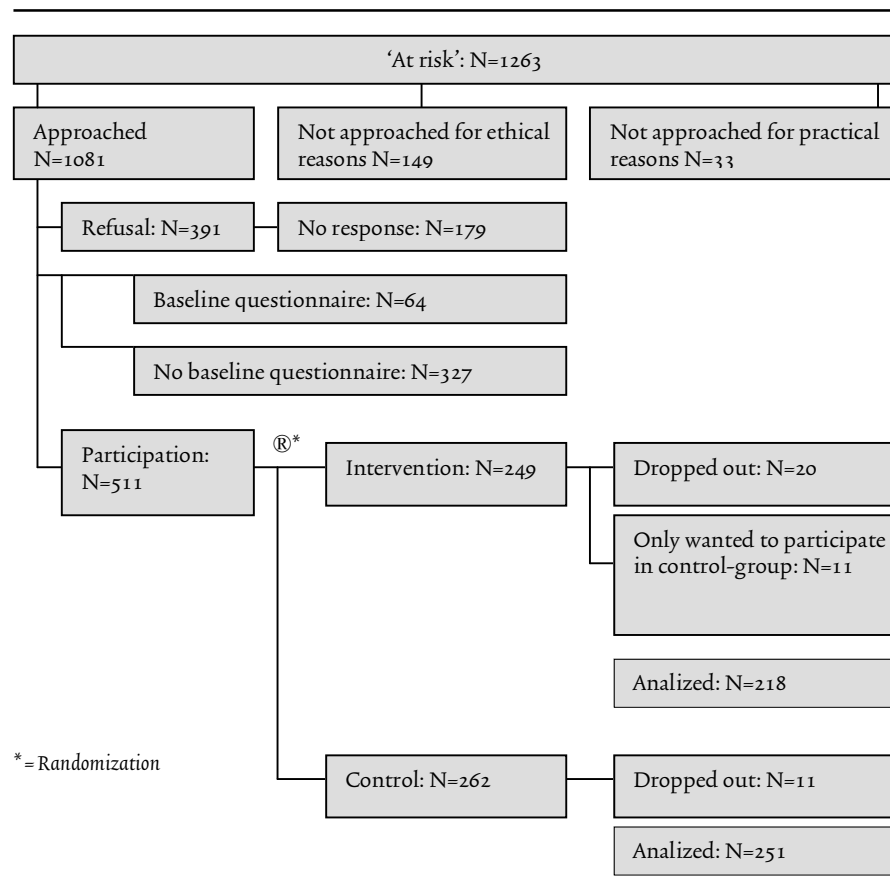 ‘At risk’: N=1263
Approached
N=1081
Not approached for ethical
reasons N=149
Not approached for practical
reasons N=33
Refusal: N=391
No response: N=179
Baseline questionnaire: N=64
No baseline questionnaire: N=327
Participation:
N=511
®*
Intervention: N=249
Dropped out: N=20
Only wanted to participate
in control-group: N=11
Analized: N=218
* = Randomization
Control: N=262
Dropped out: N=11
Analized: N=251